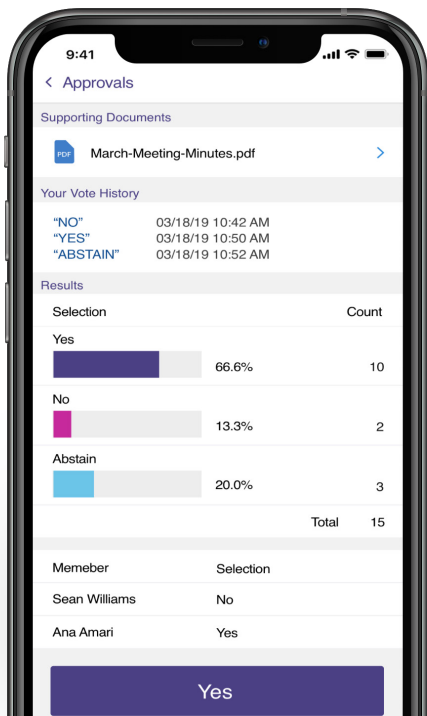 9:41
Approvals
Supporting Documents
PDF March-Meeting-Minutes.pdf
Your Vote History
“NO” 03/18/19 10:42 AM
“YES” 03/18/19 10:50 AM
“ABSTAIN” 03/18/19 10:52 AM
Results
Selection Count
Yes
66.6% 10
No
13.3% 2
Abstain
20.0% 3
Total 15
Memeber Selection
Sean Williams No
Ana Amari Yes
Yes